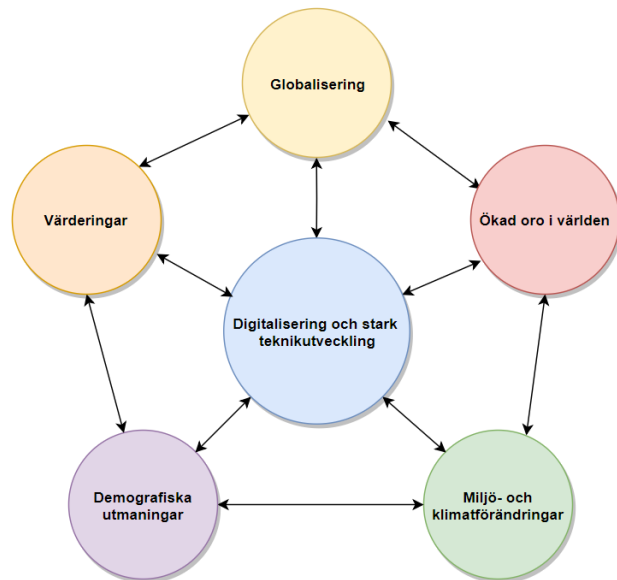 Globalisering
Värderingar
Ökad oro i världen
Digitalisering och stark
teknikutveckling
Demografiska
utmaningar
Miljö- och
klimatförändringar